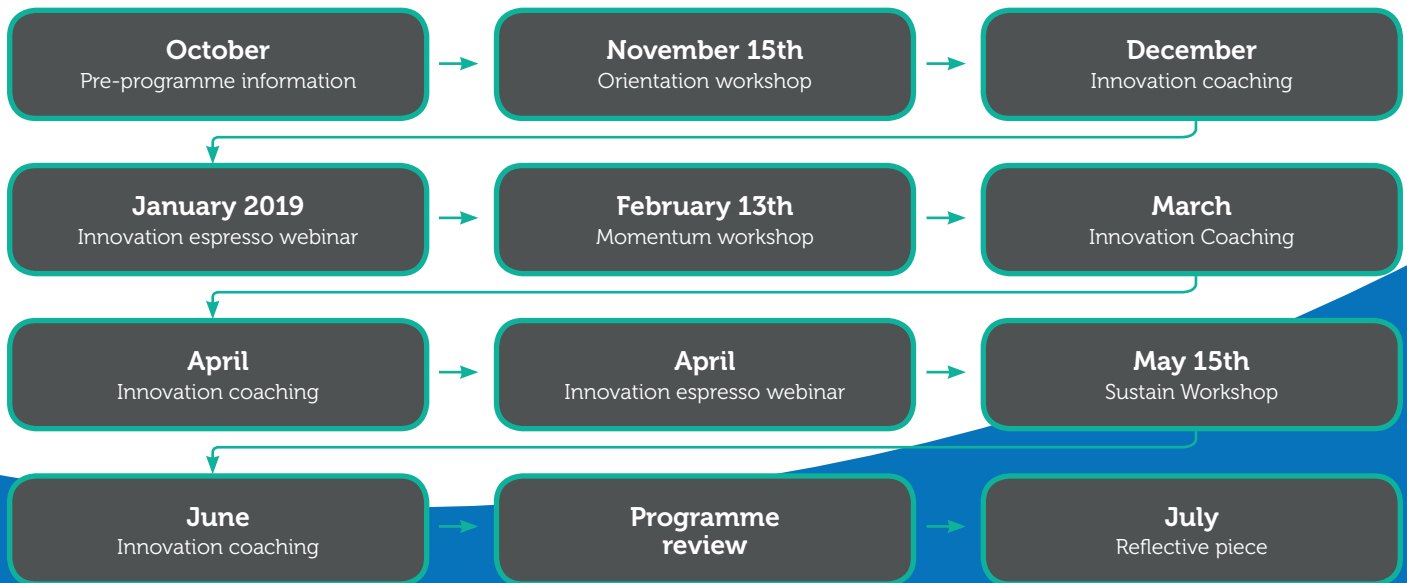 October
Pre-programme information
November 15th
Orientation workshop
December
Innovation coaching
January 2019
Innovation espresso webinar
February 13th
Momentum workshop
March
Innovation Coaching
April
Innovation coaching
April
Innovation espresso webinar
May 15th
Sustain Workshop
June
Innovation coaching
Programme
review
July
Reflective piece